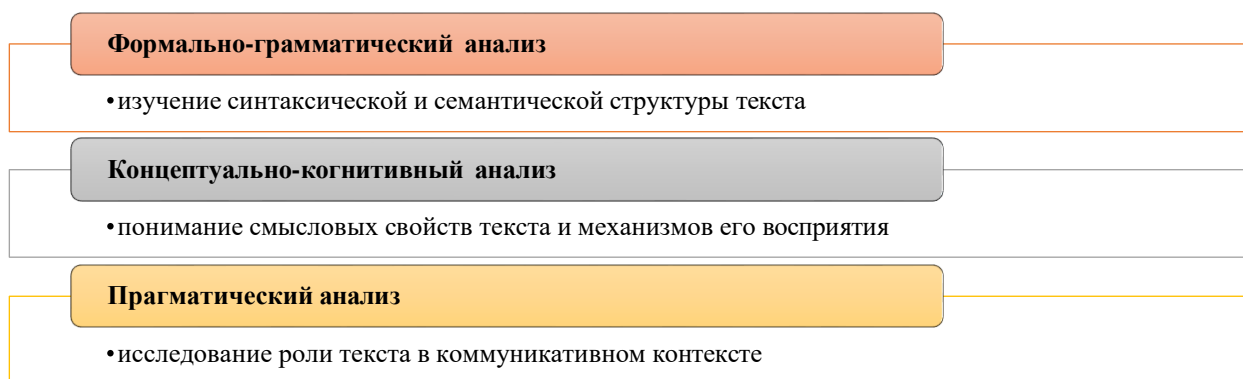 Формально-грамматический анализ
•изучение синтаксической и семантической структуры текста
Концептуально-когнитивный анализ
•понимание смысловых свойств текста и механизмов его восприятия
Прагматический анализ
•исследование роли текста в коммуникативном контексте